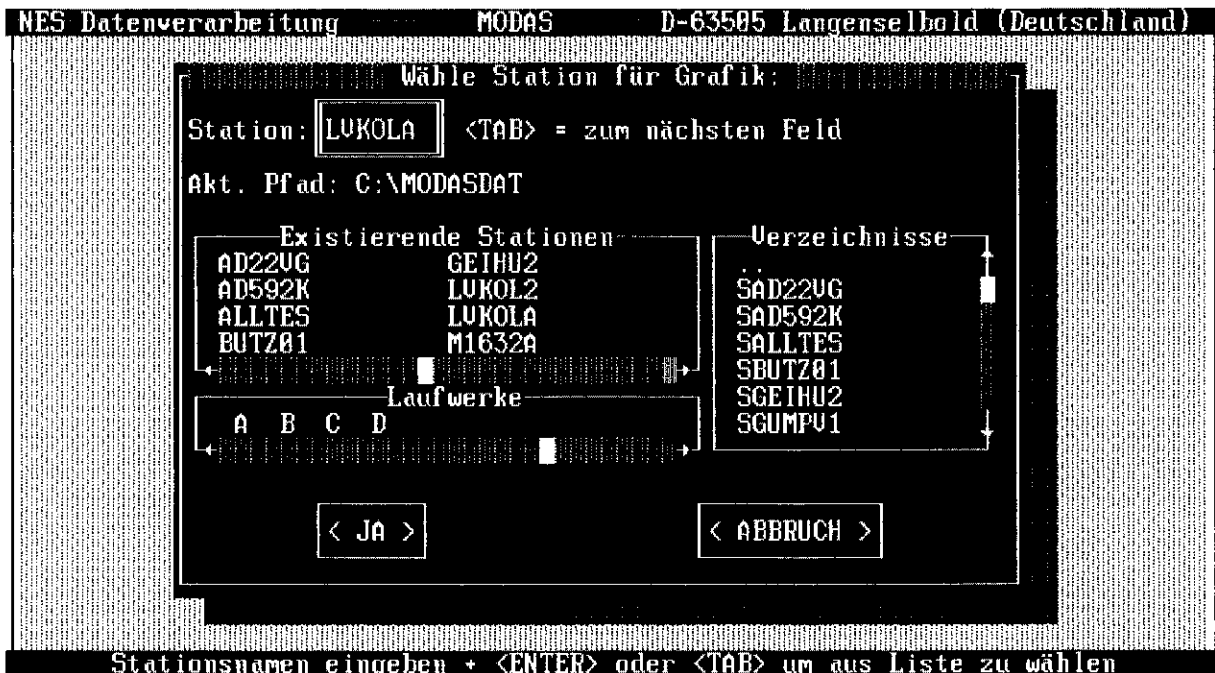 NES Datenverarbeitung MODAS D-63505 Langenselbold (Deutschland)
Wähle Station für Grafik:
Station: LVKOLA <TAB> = zum nächsten Feld
Akt. Pfad: C:\MODASDAT
Existierende Stationen
AD22VG GEIHU2
AD592K LVKOL2
ALLTES LVKOLA
BUTZ01 M1632A
Laufwerke
A B C D
Verzeichnisse
..
SAD22VG
SAD592K
SALLTES
SBUTZ01
SGEIHU2
SGUMPV1
< JA > < ABBRUCH >
Stationsnamen eingeben + <ENTER> oder <TAB> um aus Liste zu wählen